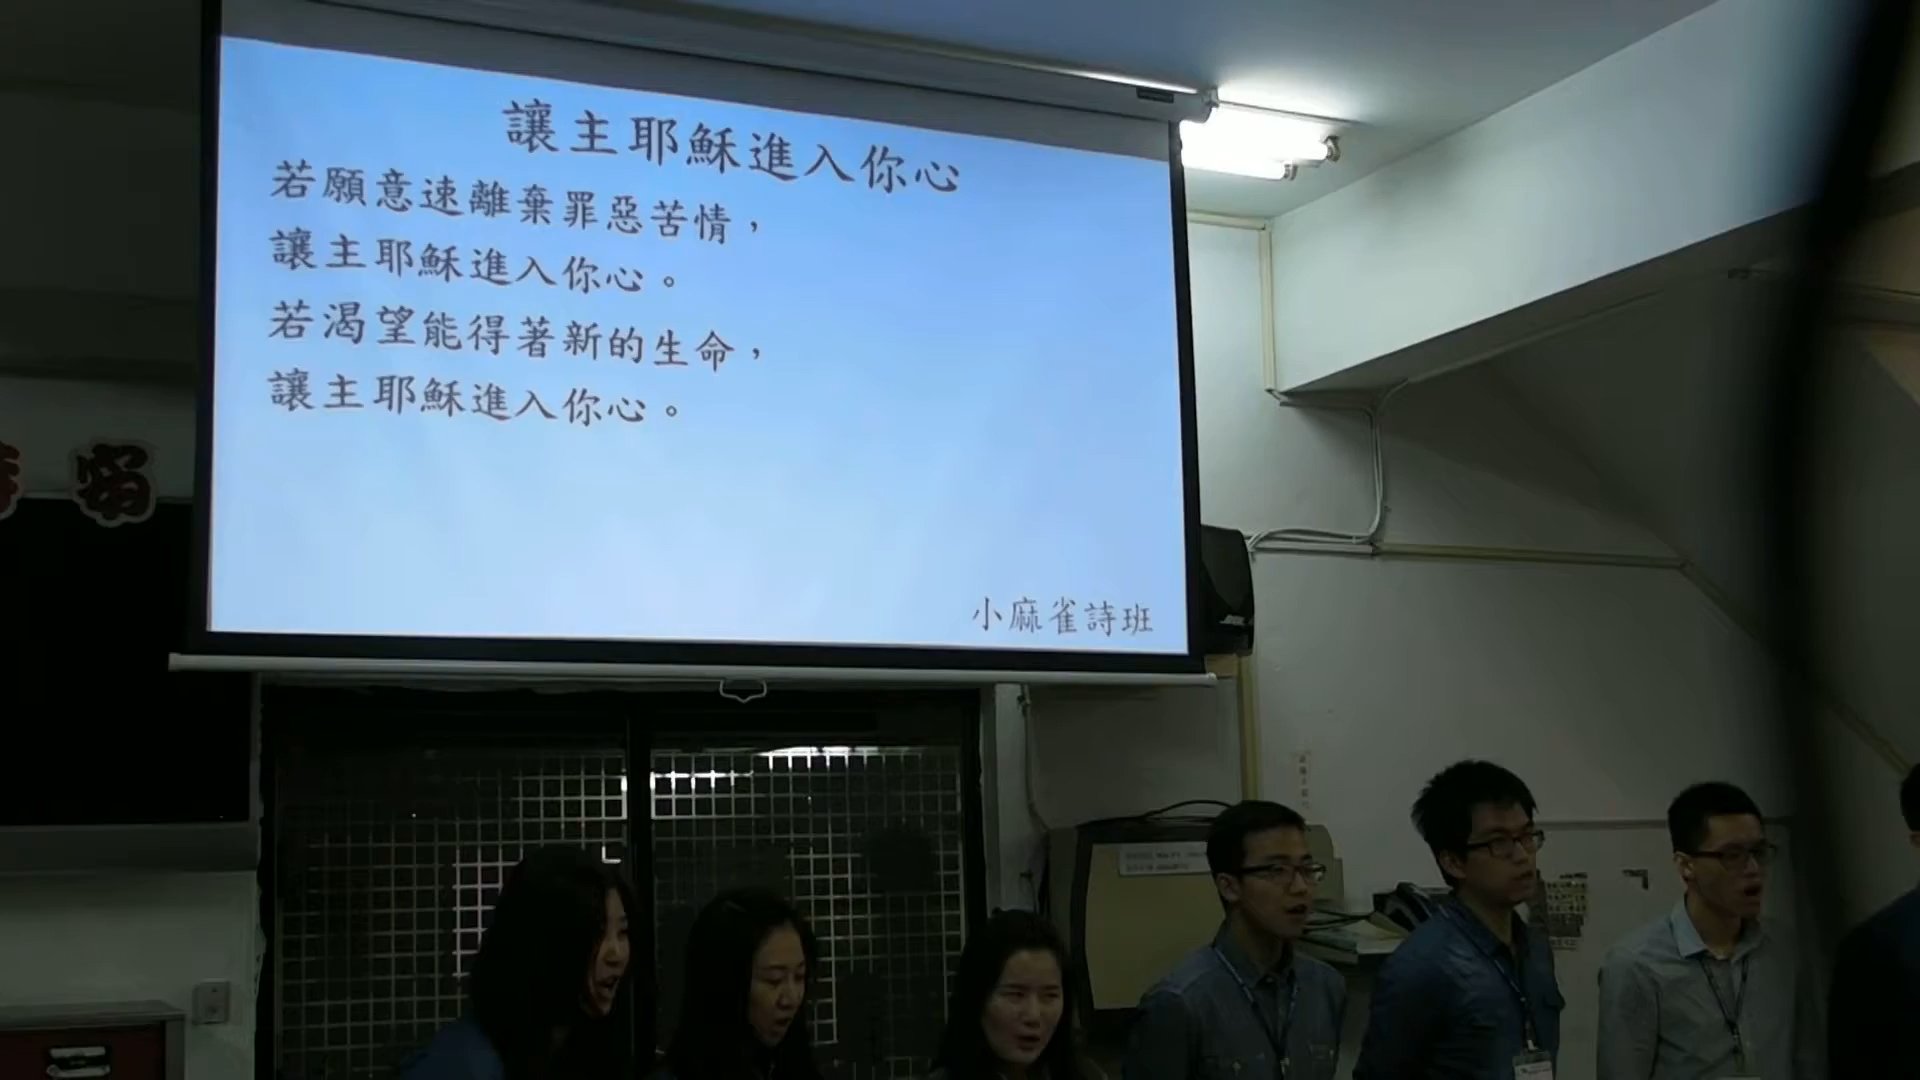 讓主耶穌進入你心
若願意速離棄罪惡苦情，
讓主耶穌進入你心。
若渴望能得著新的生命，
讓主耶穌進入你心。
小麻雀詩班